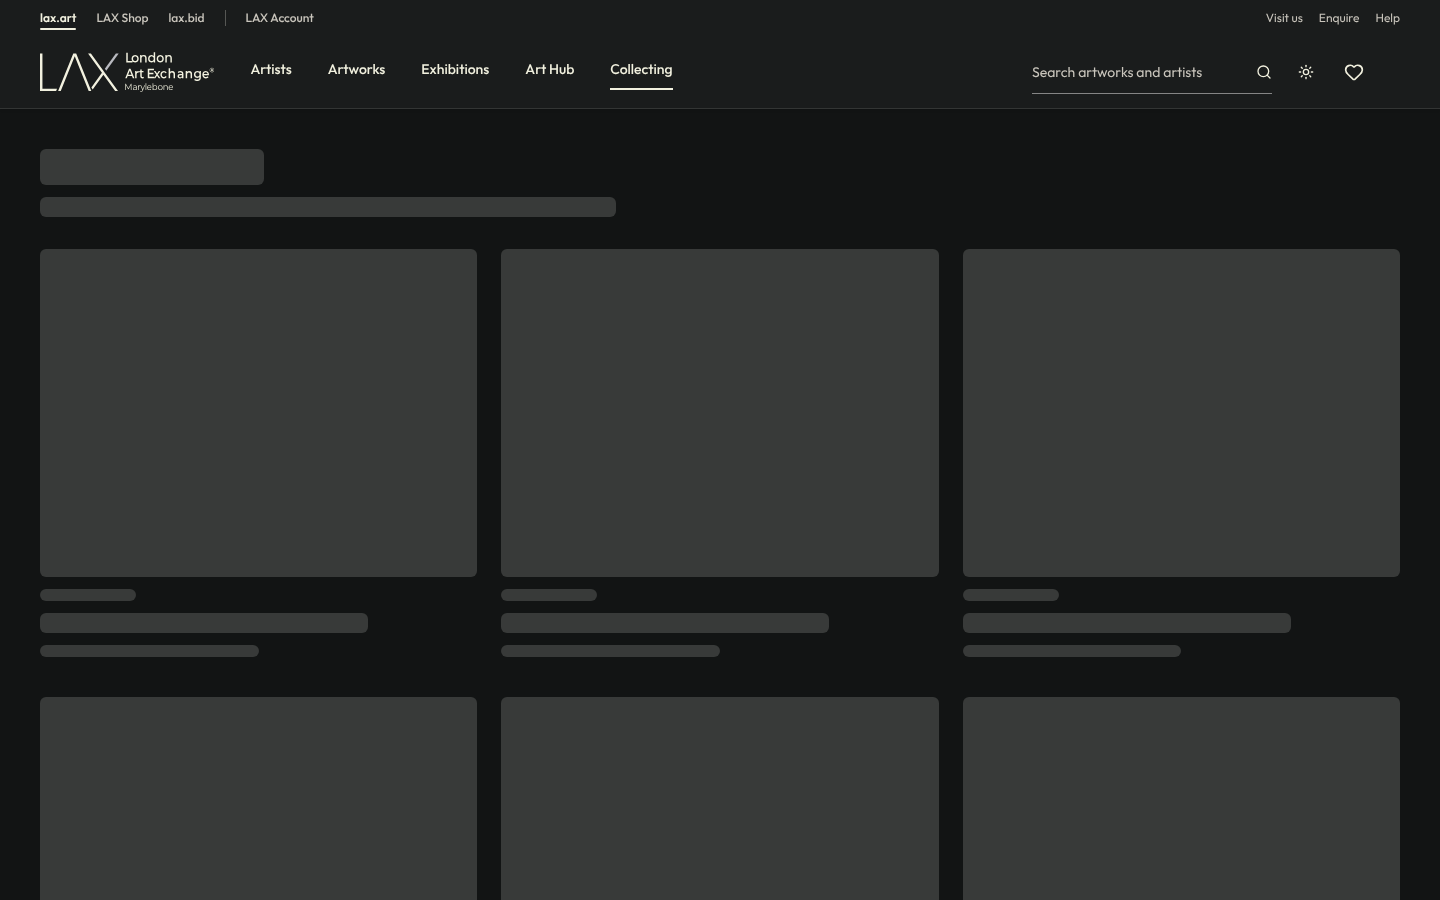 lax.art LAX Shop lax.bid LAX Account Visit us Enquire Help
LAX London
Art Exchange®
Marylebone
Artists Artworks Exhibitions Art Hub Collecting Search artworks and artists